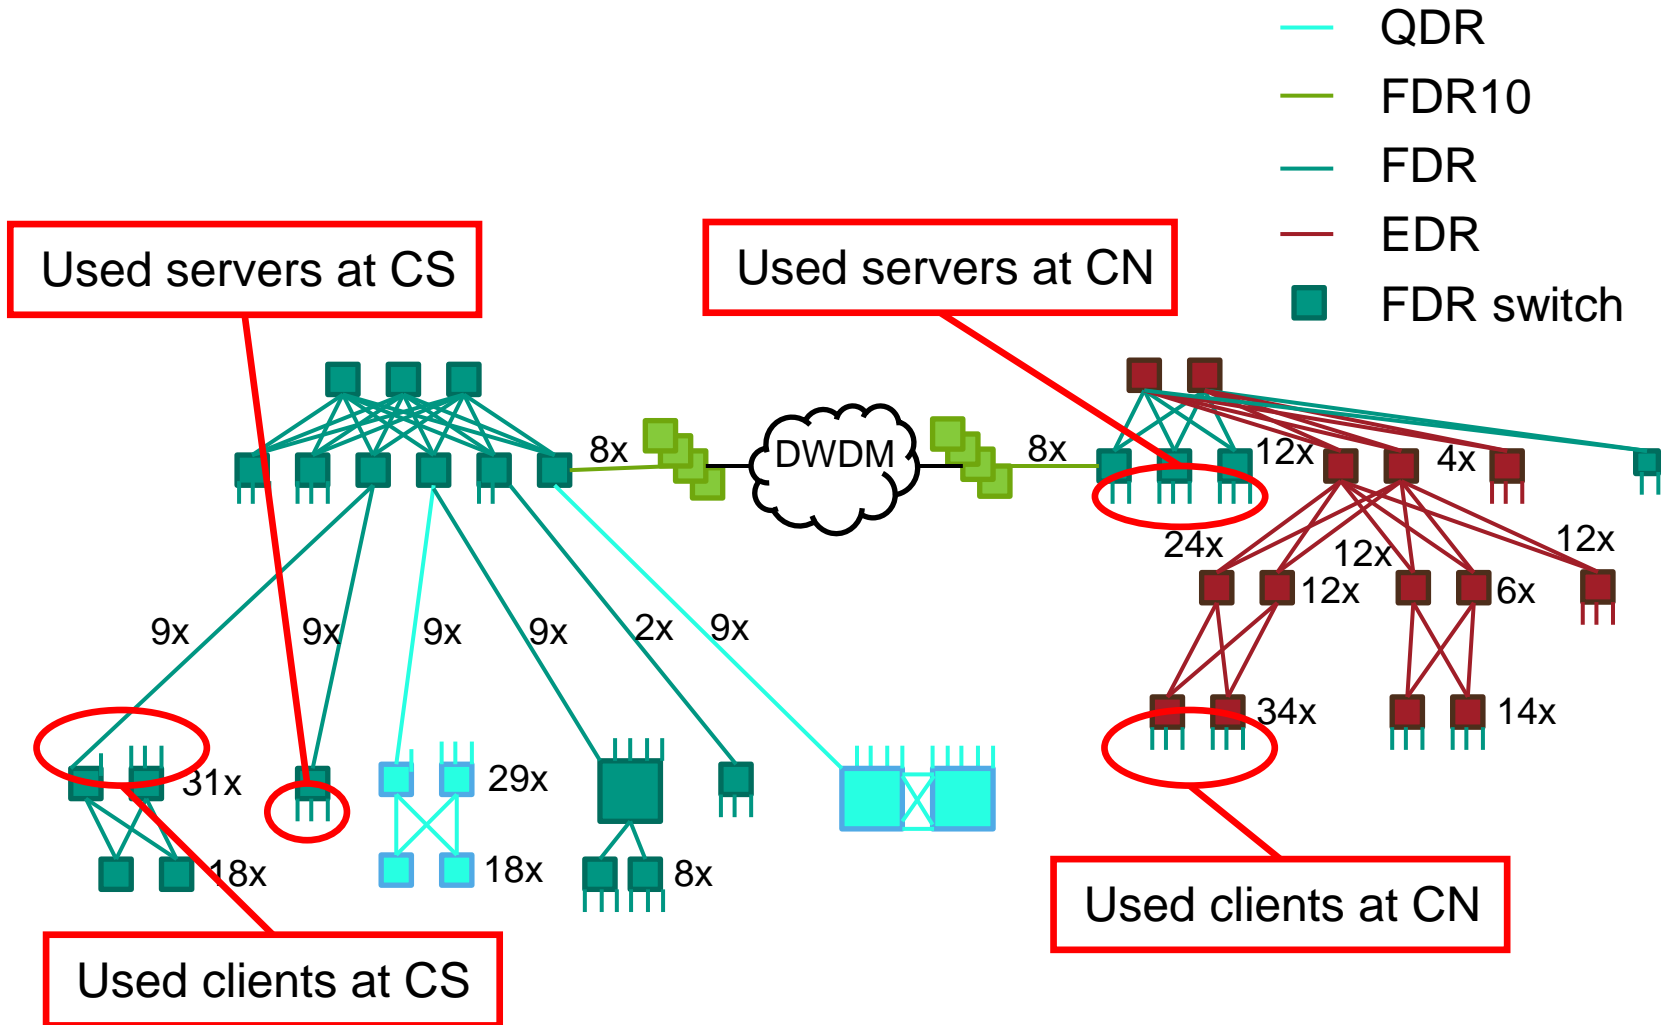 QDR
FDR10
FDR
EDR
FDR switch
Used servers at CS
Used servers at CN
8x
DWDM
8x
12x
4x
24x
12x
12x
12x
6x
9x
9x
9x
9x
2x
9x
34x
14x
31x
29x
18x
18x
8x
Used clients at CN
Used clients at CS